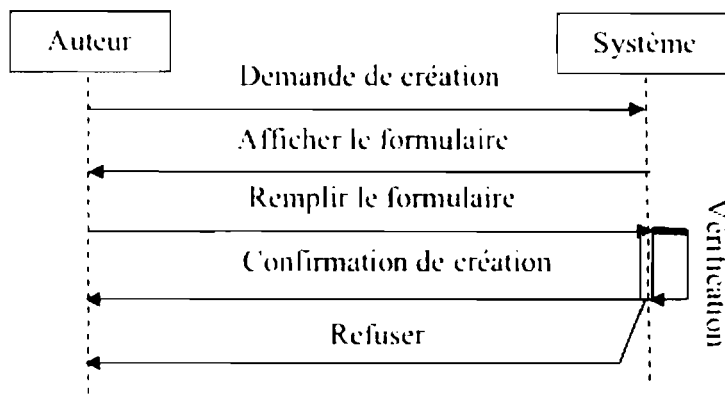 Auteur
Système
Demande de création
Afficher le formulaire
Remplir le formulaire
Vérification
Confirmation de création
Refuser